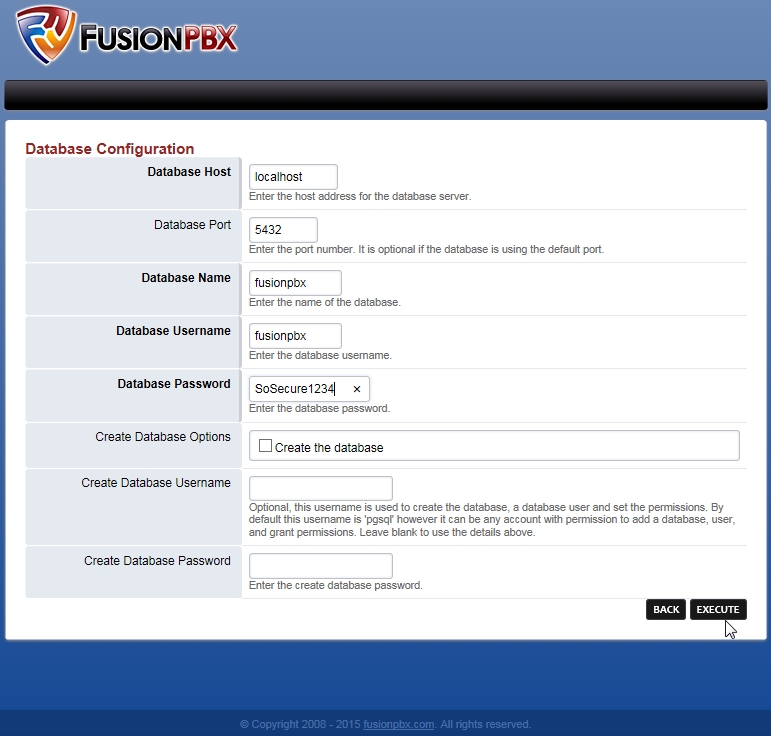 FUSIONPBX
Database Configuration
Database Host
localhost
Enter the host address for the database server.
Database Port
5432
Enter the port number. It is optional if the database is using the default port.
Database Name
fusionpbx
Enter the name of the database.
Database Username
fusionpbx
Enter the database username.
Database Password
SoSecure1234 ×
Enter the database password.
Create Database Options
Create the database
Create Database Username
Optional, this username is used to create the database, a database user and set the permissions. By
default this username is 'pgsql' however it can be any account with permission to add a database, user,
and grant permissions. Leave blank to use the details above.
Create Database Password
Enter the create database password.
BACK EXECUTE
© Copyright 2008 - 2015 fusionpbx.com. All rights reserved.